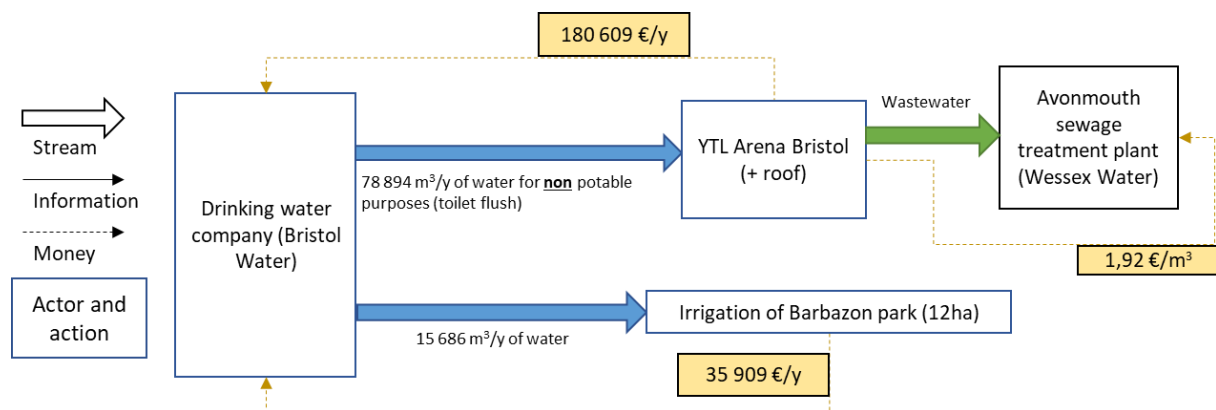 180 609 €/y
Stream
Information
Money
Actor and
action
Drinking water
company (Bristol
Water)
78 894 m³/y of water for non potable
purposes (toilet flush)
YTL Arena Bristol
(+ roof)
Wastewater
Avonmouth
sewage
treatment plant
(Wessex Water)
1,92 €/m³
15 686 m³/y of water
Irrigation of Barbazon park (12ha)
35 909 €/y